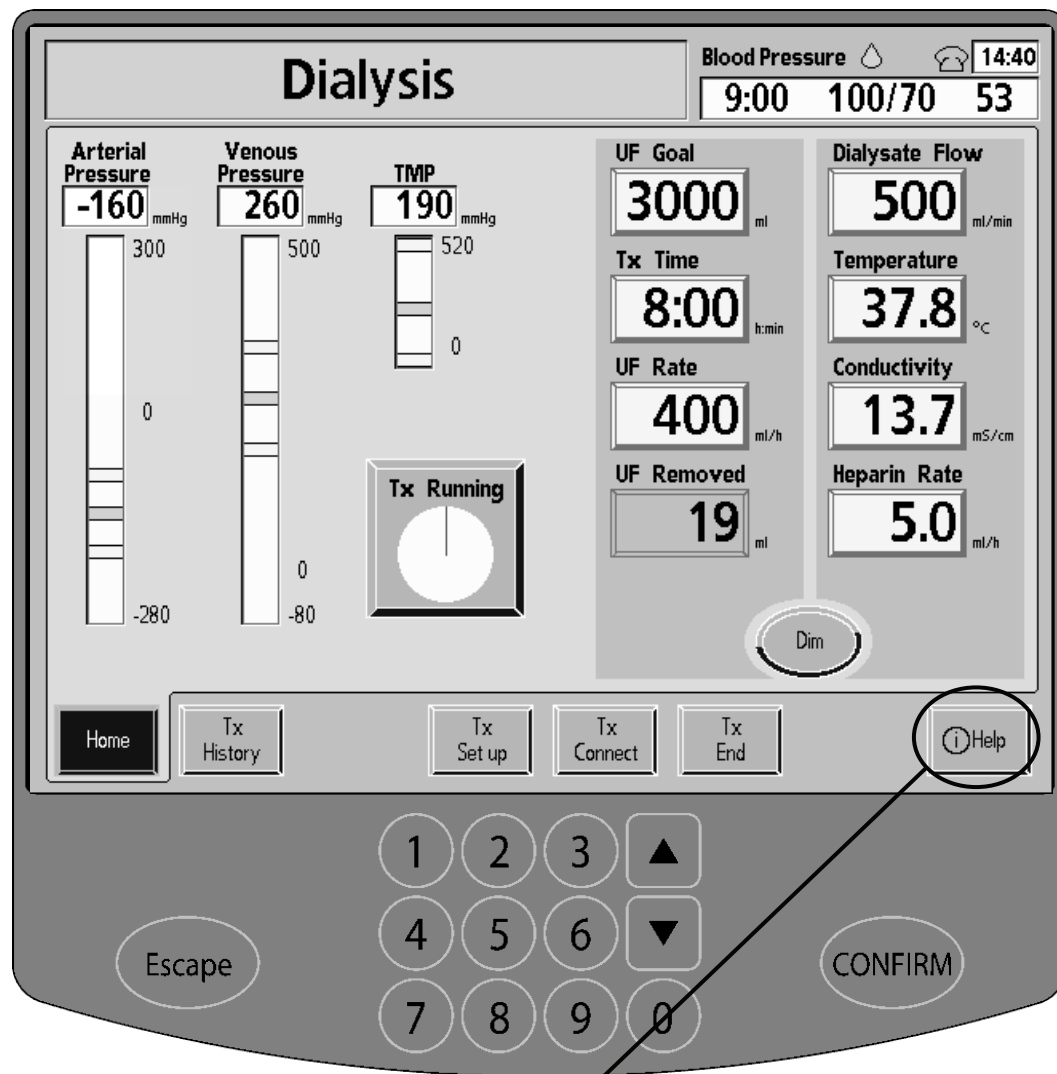 Dialysis
Blood Pressure 14:40
9:00 100/70 53
Arterial Pressure
-160 mmHg
300
0
-280
Venous Pressure
260 mmHg
500
0
-80
TMP
190 mmHg
520
0
Tx Running
UF Goal
3000 ml
Tx Time
8:00 h:min
UF Rate
400 ml/h
UF Removed
19 ml
Dialysate Flow
500 ml/min
Temperature
37.8 °C
Conductivity
13.7 mS/cm
Heparin Rate
5.0 ml/h
Dim
Home
Tx
History
Tx
Set up
Tx
Connect
Tx
End
i Help
1 2 3 ▲
4 5 6 ▼
7 8 9 0
Escape
CONFIRM